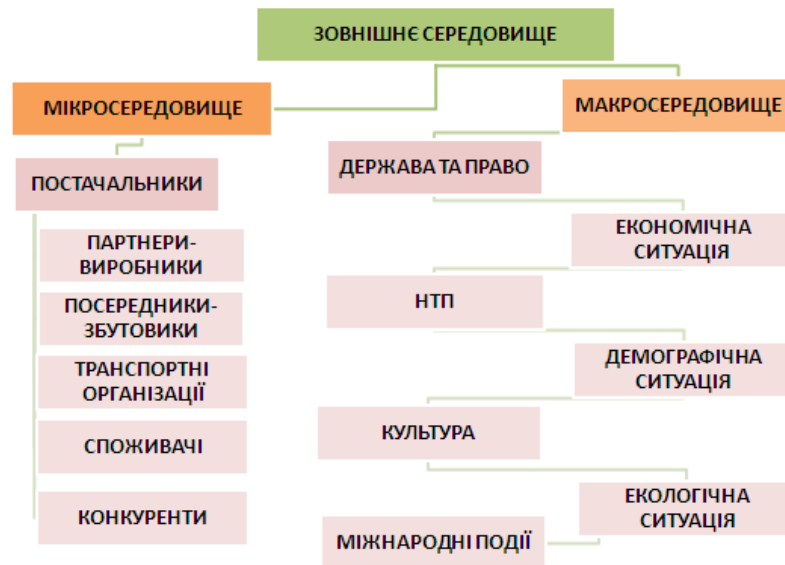 ЗОВНІШНЄ СЕРЕДОВИЩЕ
МІКРОСЕРЕДОВИЩЕ
МАКРОСЕРЕДОВИЩЕ
ПОСТАЧАЛЬНИКИ
ПАРТНЕРИ-
ВИРОБНИКИ
ПОСЕРЕДНИКИ-
ЗБУТОВИКИ
ТРАНСПОРТНІ
ОРГАНІЗАЦІЇ
СПОЖИВАЧІ
КОНКУРЕНТИ
ДЕРЖАВА ТА ПРАВО
ЕКОНОМІЧНА
СИТУАЦІЯ
НТП
ДЕМОГРАФІЧНА
СИТУАЦІЯ
КУЛЬТУРА
ЕКОЛОГІЧНА
СИТУАЦІЯ
МІЖНАРОДНІ ПОДІЇ